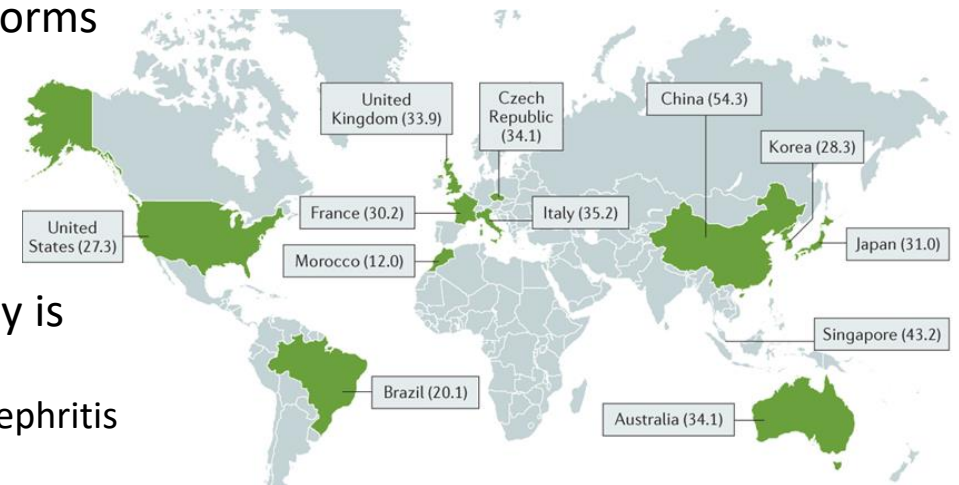 orms
United
Kingdom (33.9)
Czech
Republic
(34.1)
China (54.3)
Korea (28.3)
France (30.2)
Italy (35.2)
United
States (27.3)
Japan (31.0)
Morocco (12.0)
y is
Singapore (43.2)
Brazil (20.1)
ephritis
Australia (34.1)